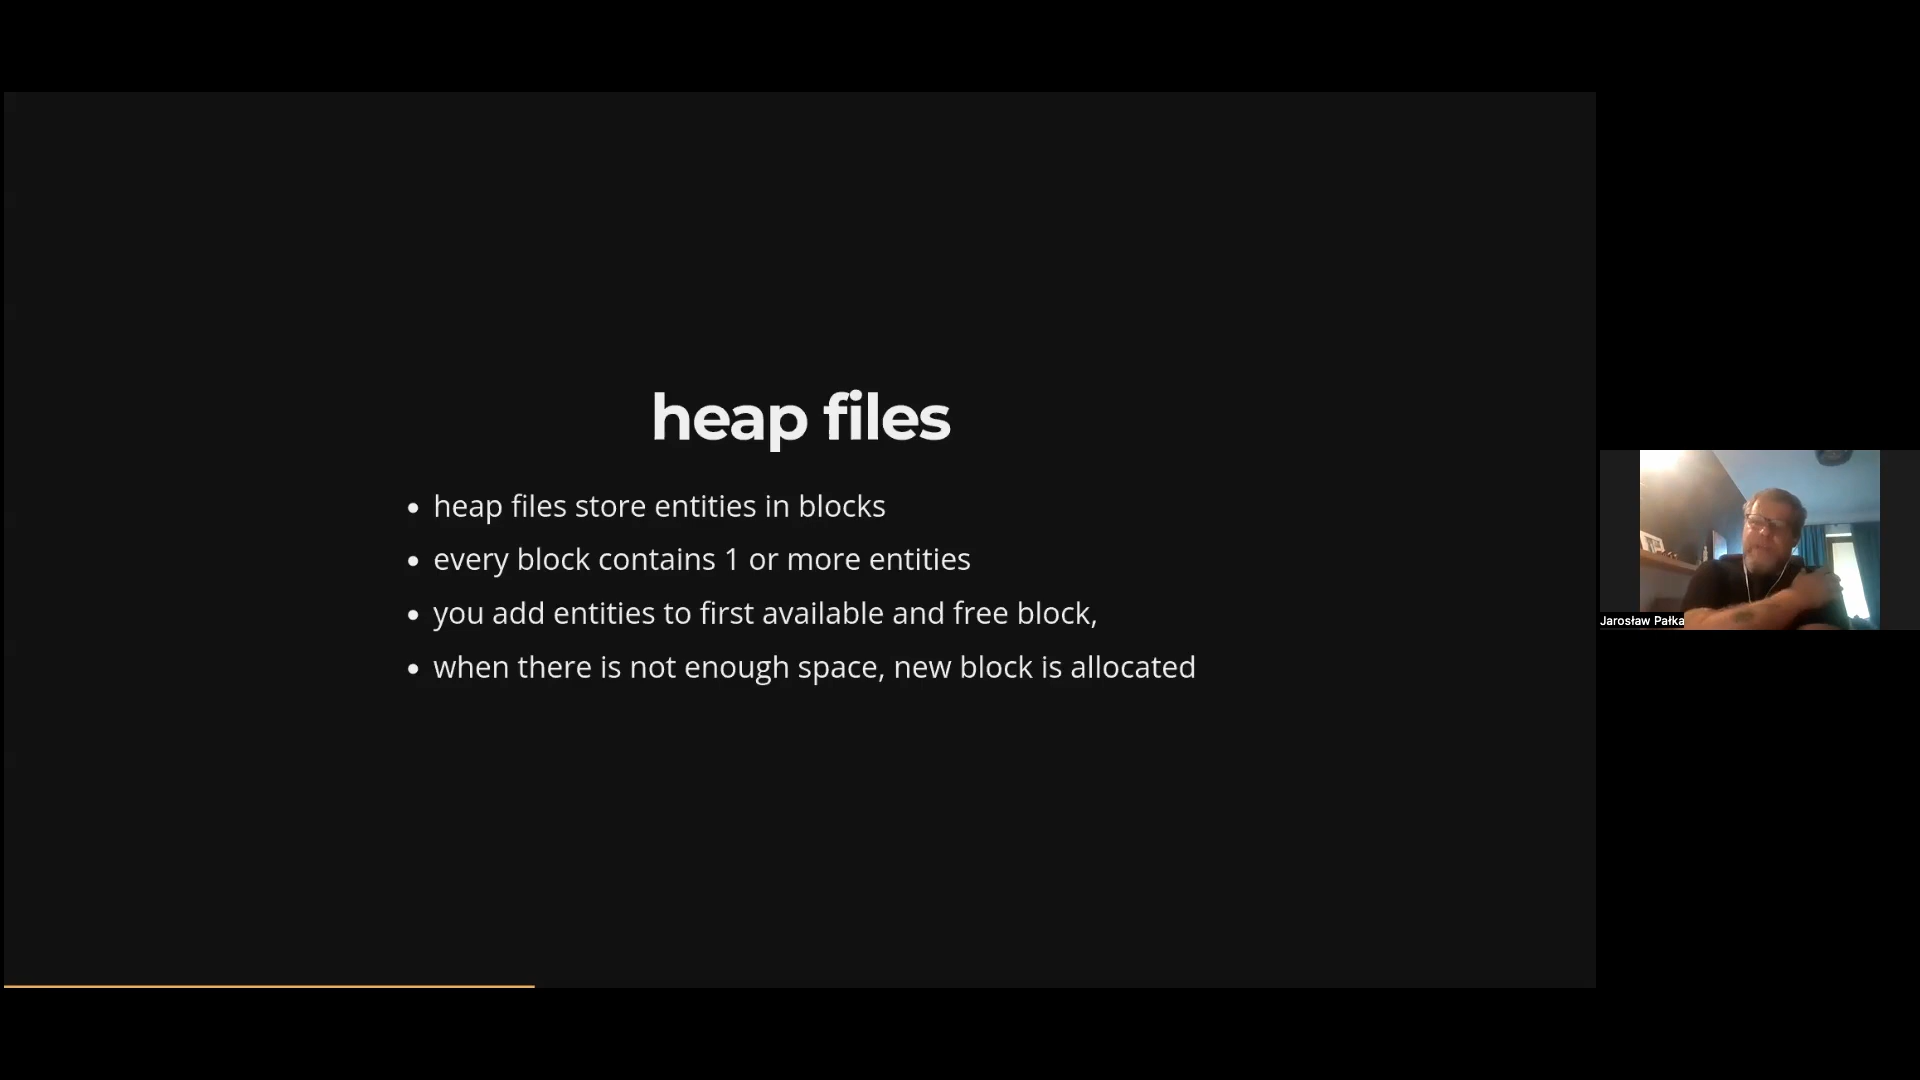 heap files
heap files store entities in blocks
every block contains 1 or more entities
you add entities to first available and free block,
when there is not enough space, new block is allocated
Jarosław Pałka